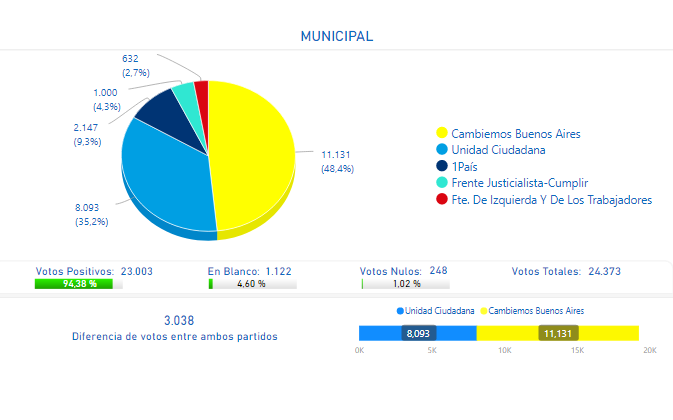 MUNICIPAL
632
(2,7%)
1.000
(4,3%)
2.147
(9,3%)
8.093
(35,2%)
11.131
(48,4%)
Cambiemos Buenos Aires
Unidad Ciudadana
1País
Frente Justicialista-Cumplir
Fte. De Izquierda Y De Los Trabajadores
Votos Positivos: 23.003
94,38 %
En Blanco: 1.122
4,60 %
Votos Nulos: 248
1,02 %
Votos Totales: 24.373
3.038
Diferencia de votos entre ambos partidos
Unidad Ciudadana Cambiemos Buenos Aires
8,093 11,131
0K 5K 10K 15K 20K